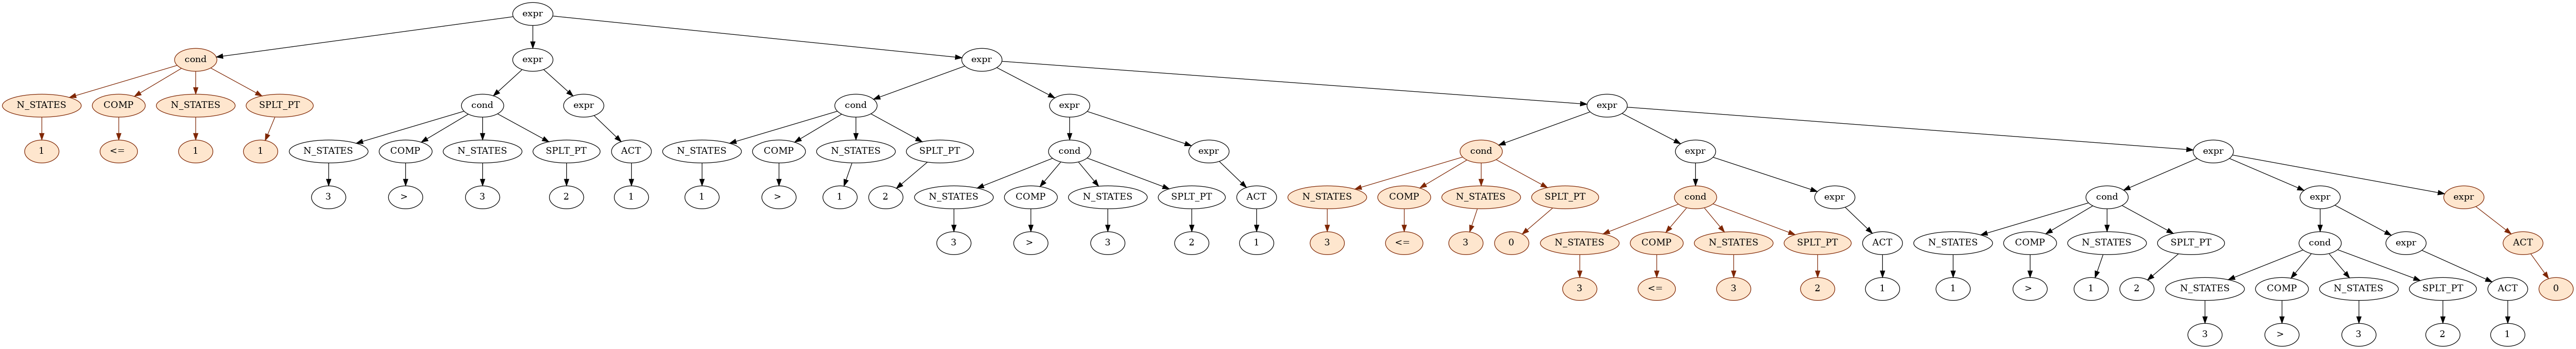 expr
cond expr expr
N_STATES COMP N_STATES SPLT_PT cond expr cond expr expr
1 <= 1 1 N_STATES COMP N_STATES SPLT_PT ACT N_STATES COMP N_STATES SPLT_PT cond expr cond expr expr
3 > 3 2 1 1 > 1 2 N_STATES COMP N_STATES SPLT_PT ACT N_STATES COMP N_STATES SPLT_PT cond expr cond expr expr
3 > 3 2 1 3 <= 3 0 N_STATES COMP N_STATES SPLT_PT ACT N_STATES COMP N_STATES SPLT_PT cond expr ACT
3 <= 3 2 1 1 > 1 2 N_STATES COMP N_STATES SPLT_PT ACT 0
3 > 3 2 1